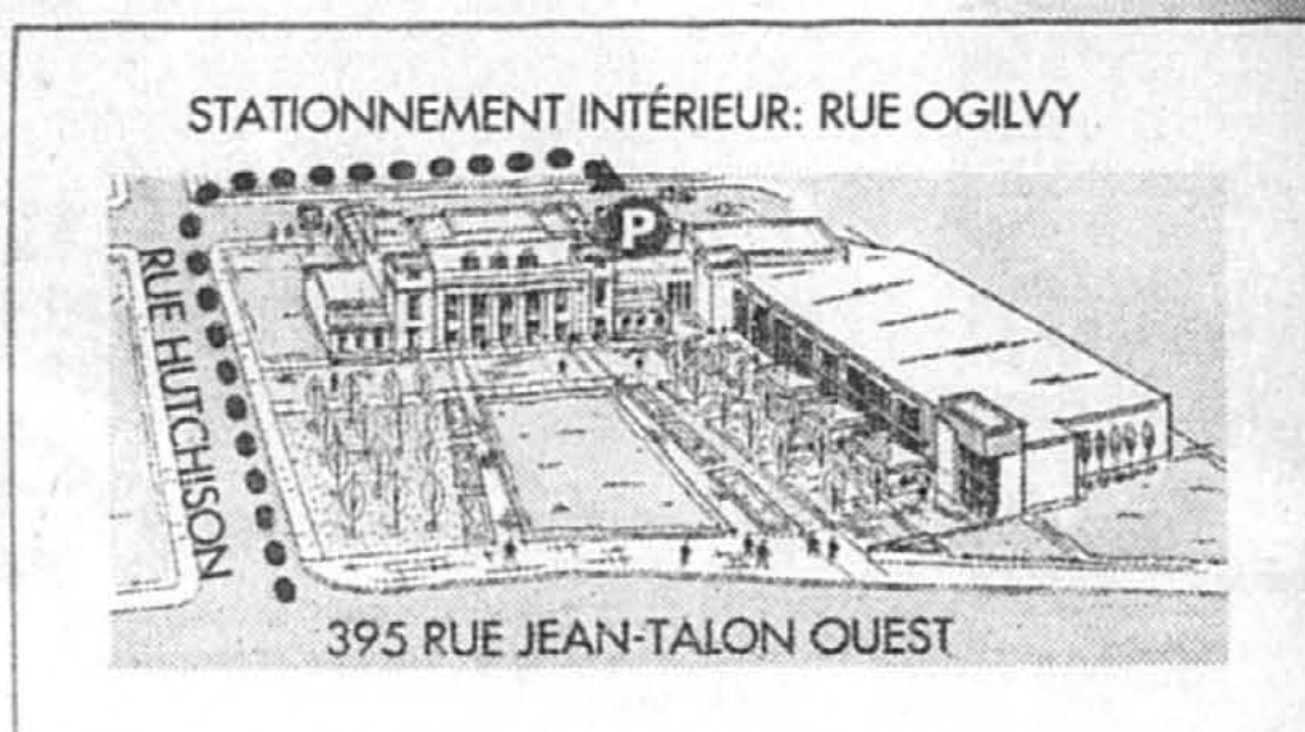 STATIONNEMENT INTÉRIEUR: RUE OGILVY
P
RUE HUTCHISON
395 RUE JEAN-TALON OUEST